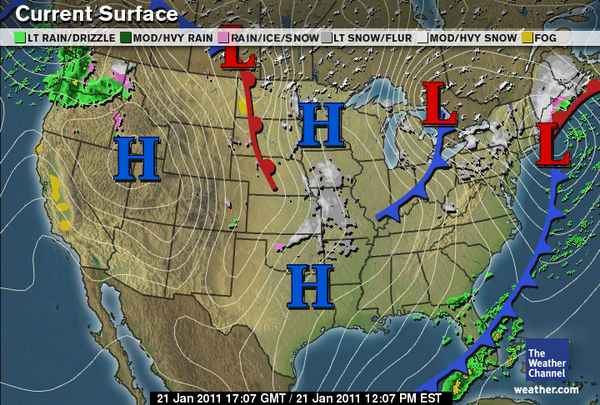 Current Surface
LT RAIN/DRIZZLE MOD/HVY RAIN RAIN/ICE/SNOW LT SNOW/FLUR MOD/HVY SNOW FOG
L
L
H
H
L
H
The
Weather
Channel
weather.com
21 Jan 2011 17:07 GMT / 21 Jan 2011 12:07 PM EST